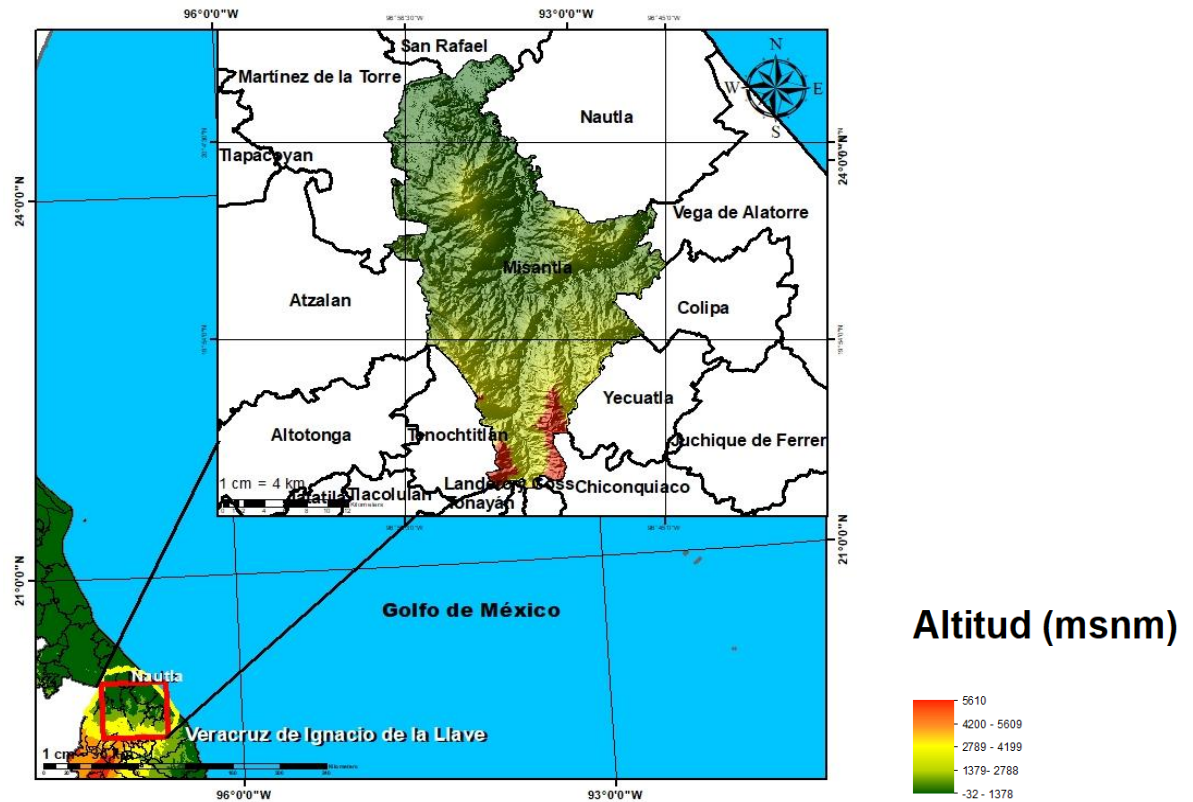 96°0'0"W
93°0'0"W
San Rafael
N
Martínez de la Torre
W
E
Nautla
S
Tlapacoyan
24°0'0"N
24°0'0"N
Vega de Alatorre
Misantla
Atzalan
Colipa
Yecuatla
Altotonga
Tenochtitlán
Juchique de Ferrer
1 cm = 4 km
Chiconquiaco
Tlacolulan
Tonayán
Kilometers
21°0'0"N
21°0'0"N
Golfo de México
Altitud (msnm)
Nautla
5610
4200 - 5609
2789 - 4199
1379- 2788
-32 - 1378
Veracruz de Ignacio de la Llave
Kilometers
96°0'0"W
93°0'0"W